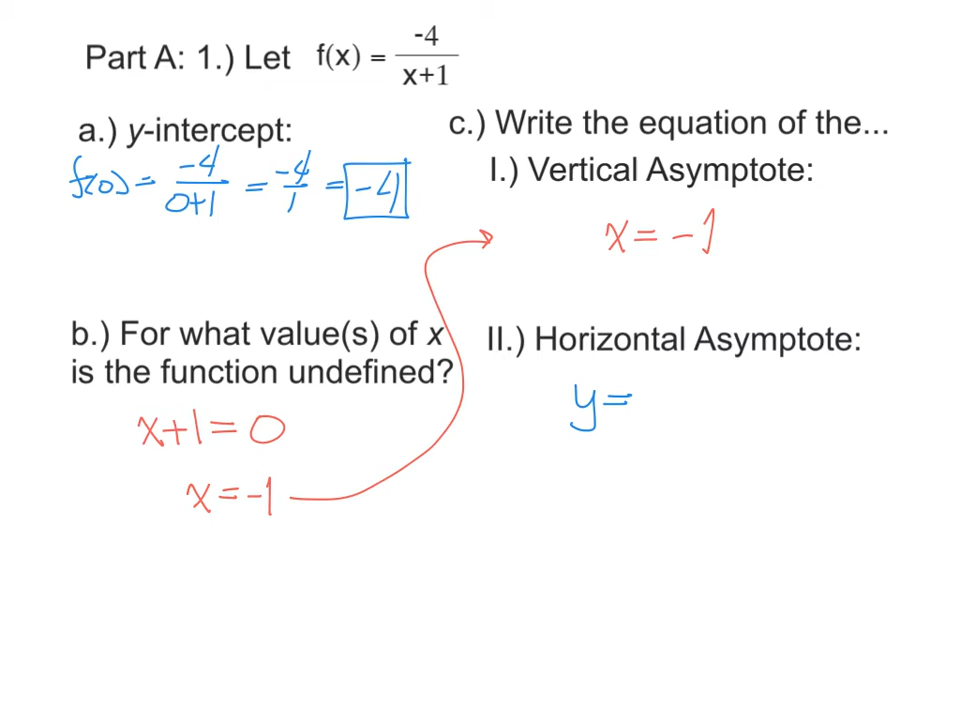 Part A: 1.) Let f(x) = -4/(x+1)
a.) y-intercept:
f(0) = -4/(0+1) = -4/1 = -4
b.) For what value(s) of x
is the function undefined?
x+1=0
x=-1
c.) Write the equation of the...
I.) Vertical Asymptote:
x=-1
II.) Horizontal Asymptote:
y=